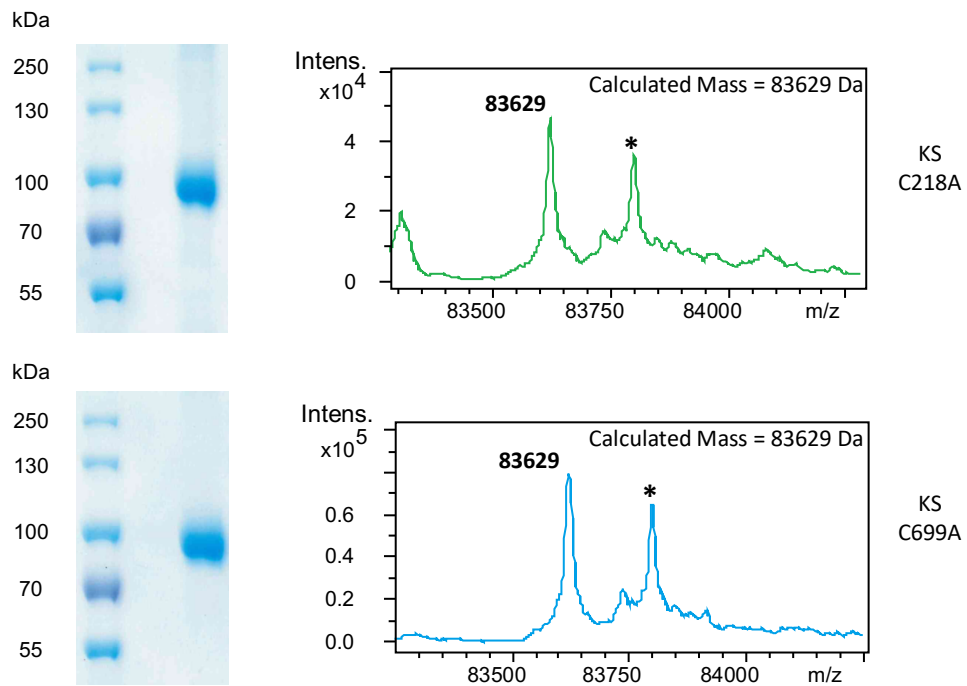 kDa
250
130
100
70
55
Intens.
x10⁴
4
2
0
83629
*
Calculated Mass = 83629 Da
83500 83750 84000 m/z
KS
C218A
kDa
250
130
100
70
55
Intens.
x10⁵
0.6
0.4
0.2
0.0
83629
*
Calculated Mass = 83629 Da
83500 83750 84000 m/z
KS
C699A